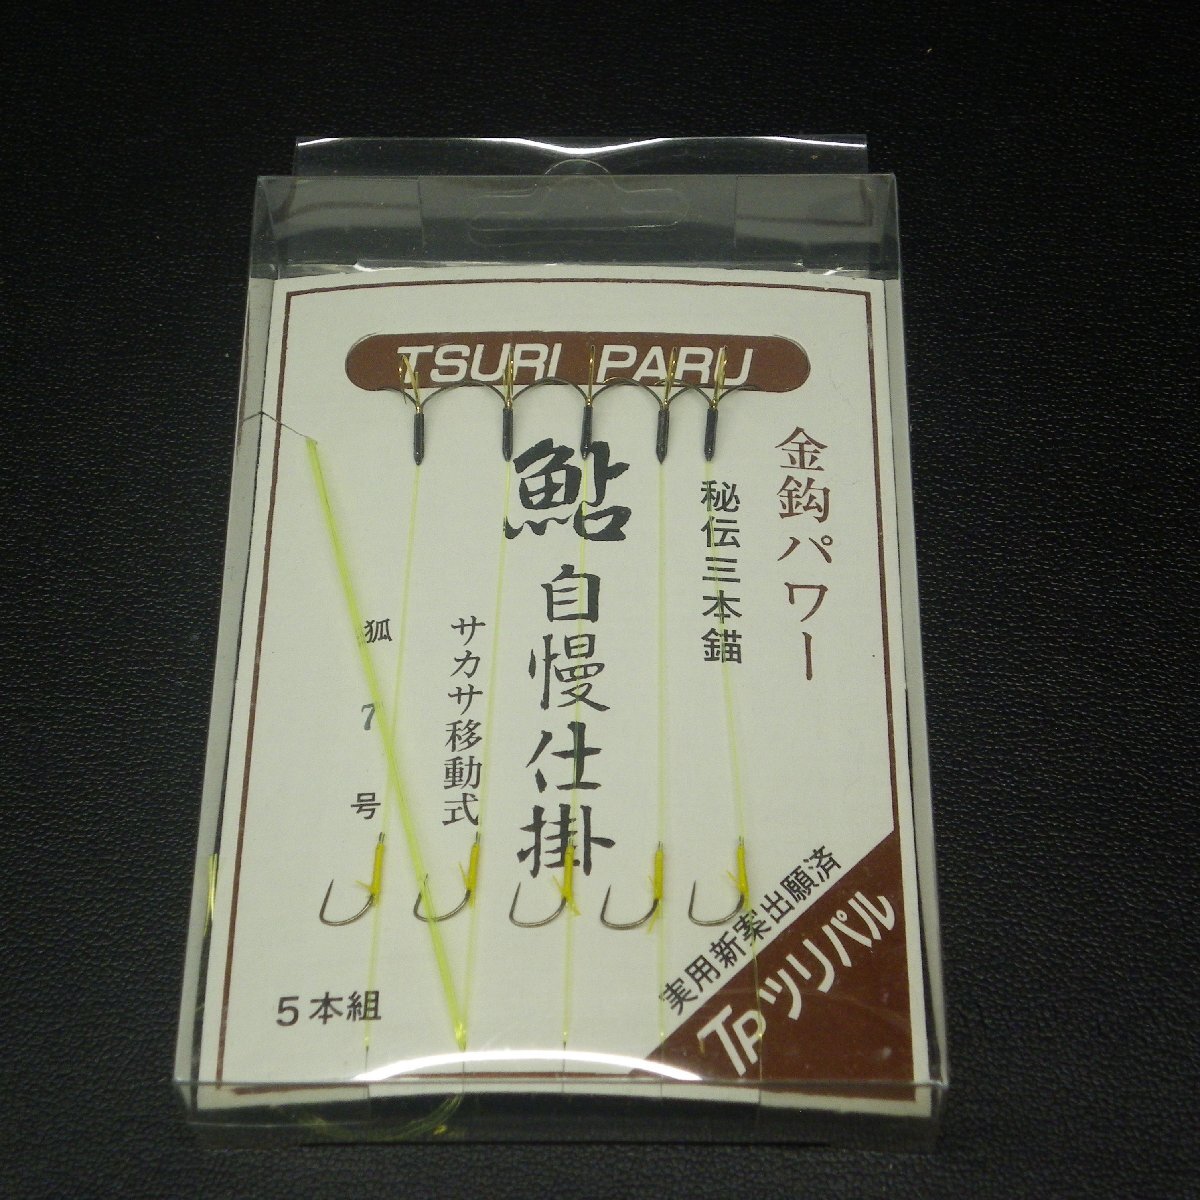 TSURI PARU
金鈎パワー
秘伝三本錨
鮎自慢仕掛
サカサ移動式
狐7号
5本組
実用新案出願済
TPツリパル